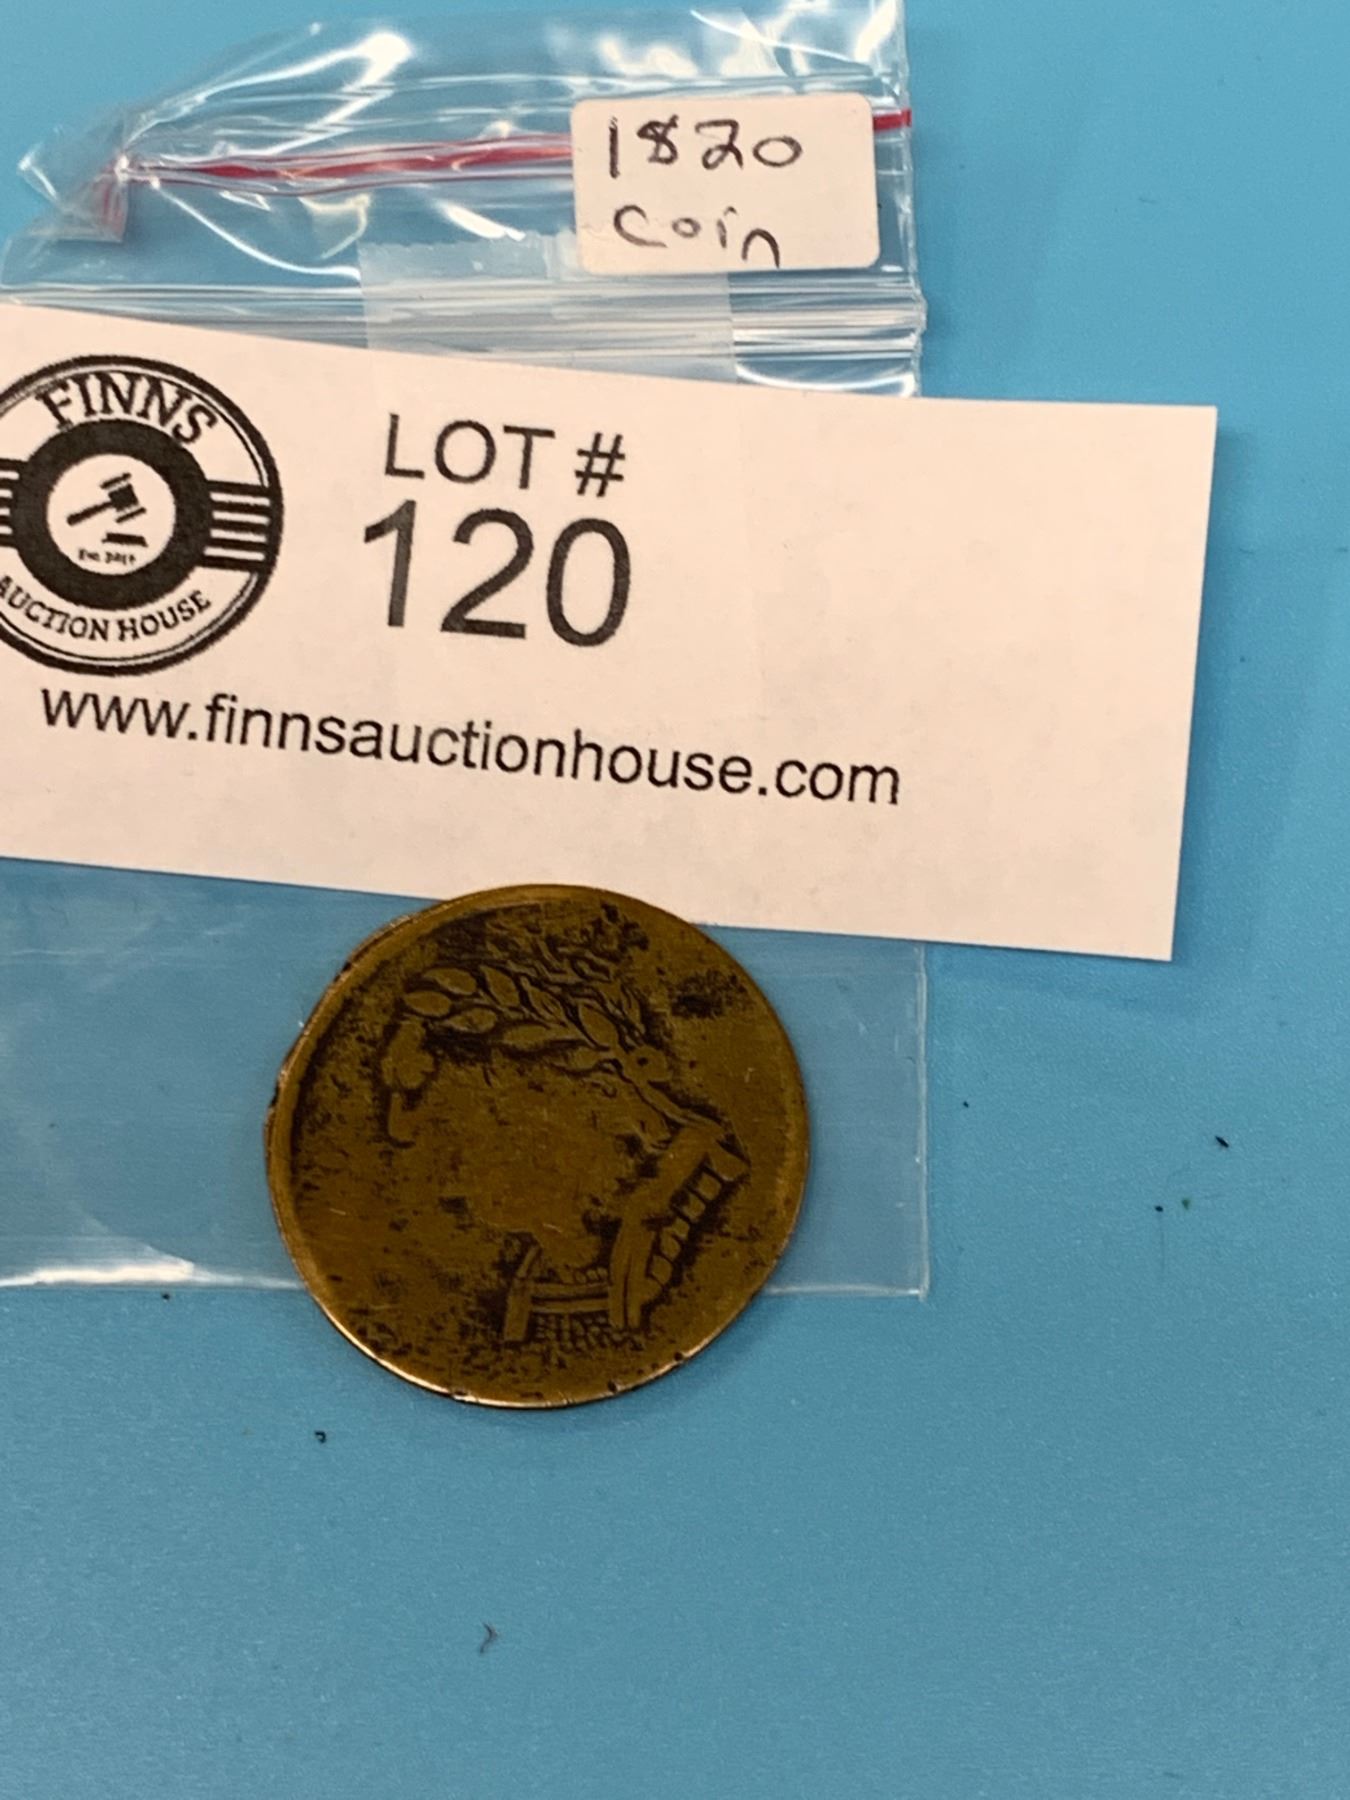 1820
coin
FINNS
AUCTION HOUSE
LOT #
120
www.finnsauctionhouse.com